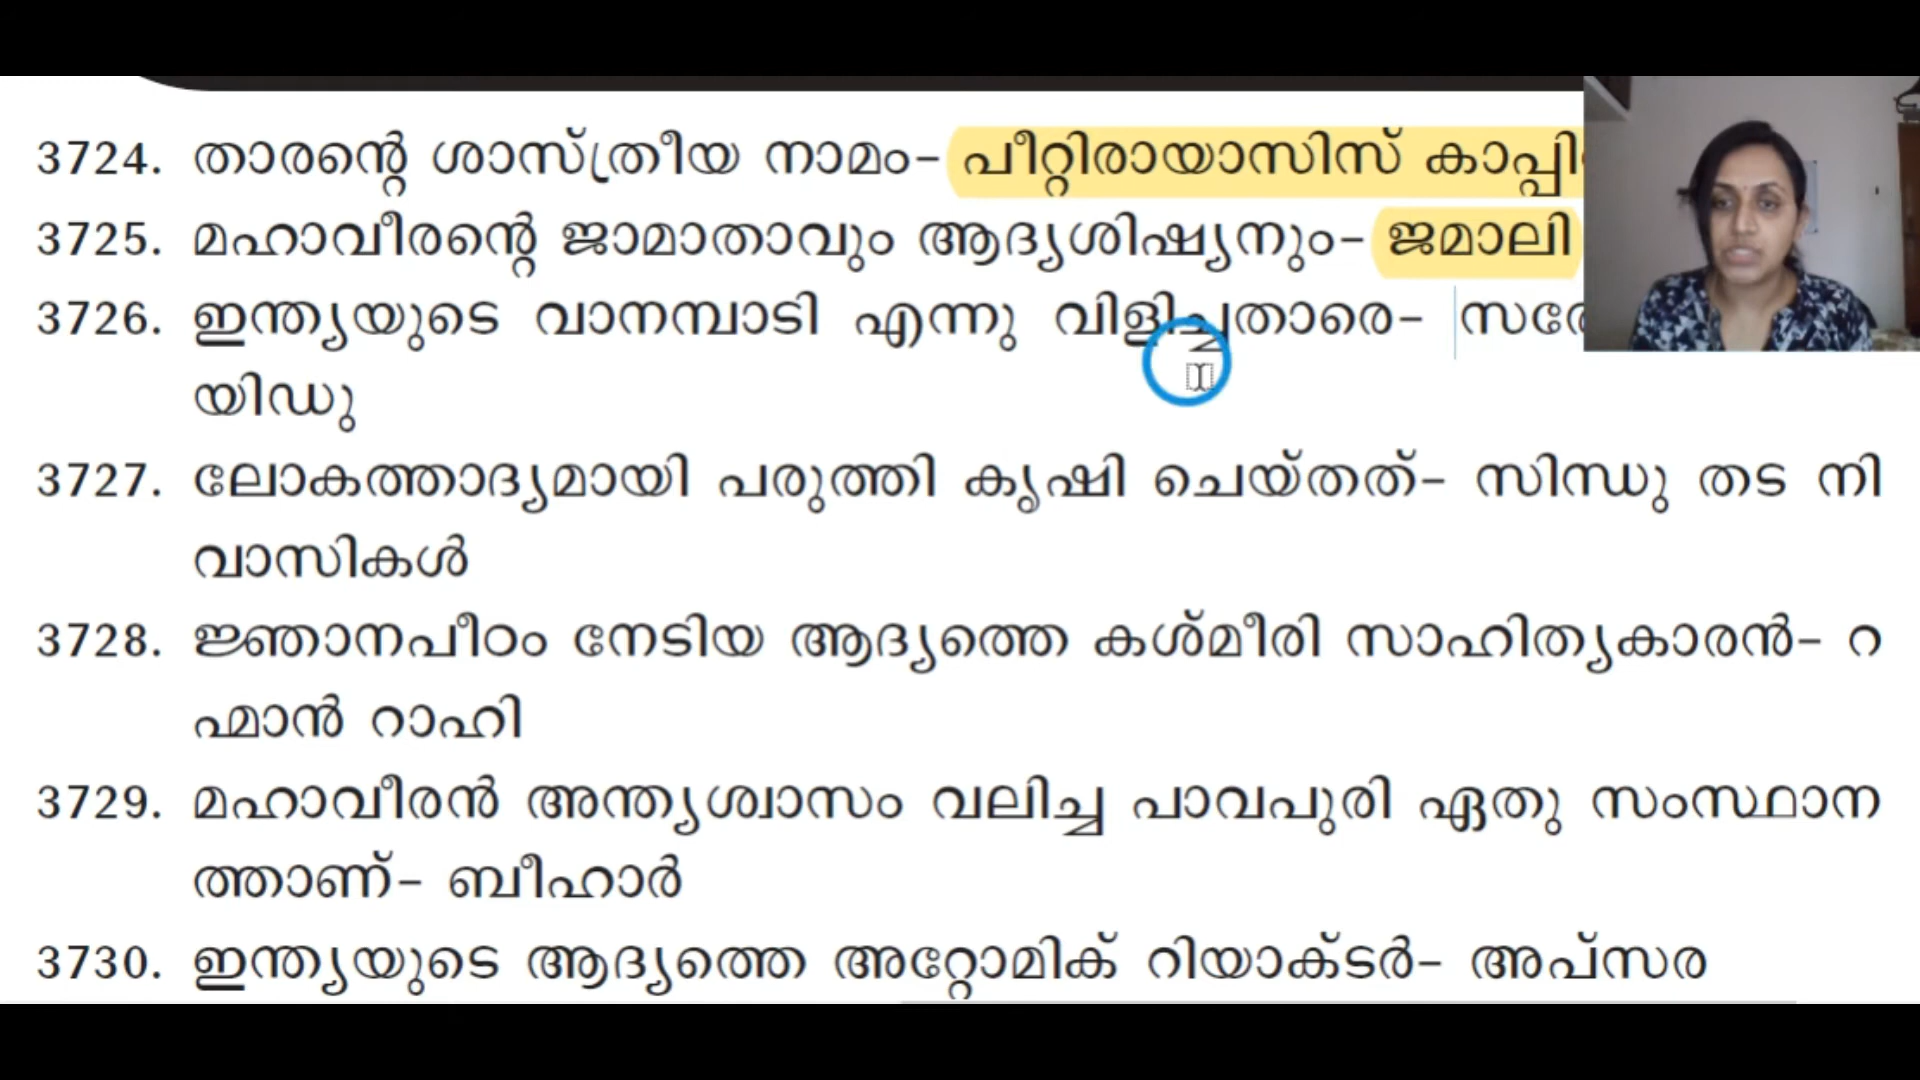 3724. താരന്റെ ശാസ്ത്രീയ നാമം- പീറ്റിരായാസിസ്
3725. മഹാവീരന്റെ ജാമാതാവും ആദ്യശിഷ്യനും- ജമാലി
3726. ഇന്ത്യയുടെ വാനമ്പാടി എന്നു വിളിച്ചതാരെ-
യിഡു
3727. ലോകത്താദ്യമായി പരുത്തി കൃഷി ചെയ്തത്- സിന്ധു തട നി
വാസികൾ
3728. ജ്ഞാനപീഠം നേടിയ ആദ്യത്തെ കശ്മീരി സാഹിത്യകാരൻ- റ
ഹ്മാൻ റാഹി
3729. മഹാവീരൻ അന്ത്യശ്വാസം വലിച്ച പാവപുരി ഏതു സംസ്ഥാന
ത്താണ്- ബീഹാർ
3730. ഇന്ത്യയുടെ ആദ്യത്തെ അറ്റോമിക് റിയാക്ടർ- അപ്സര